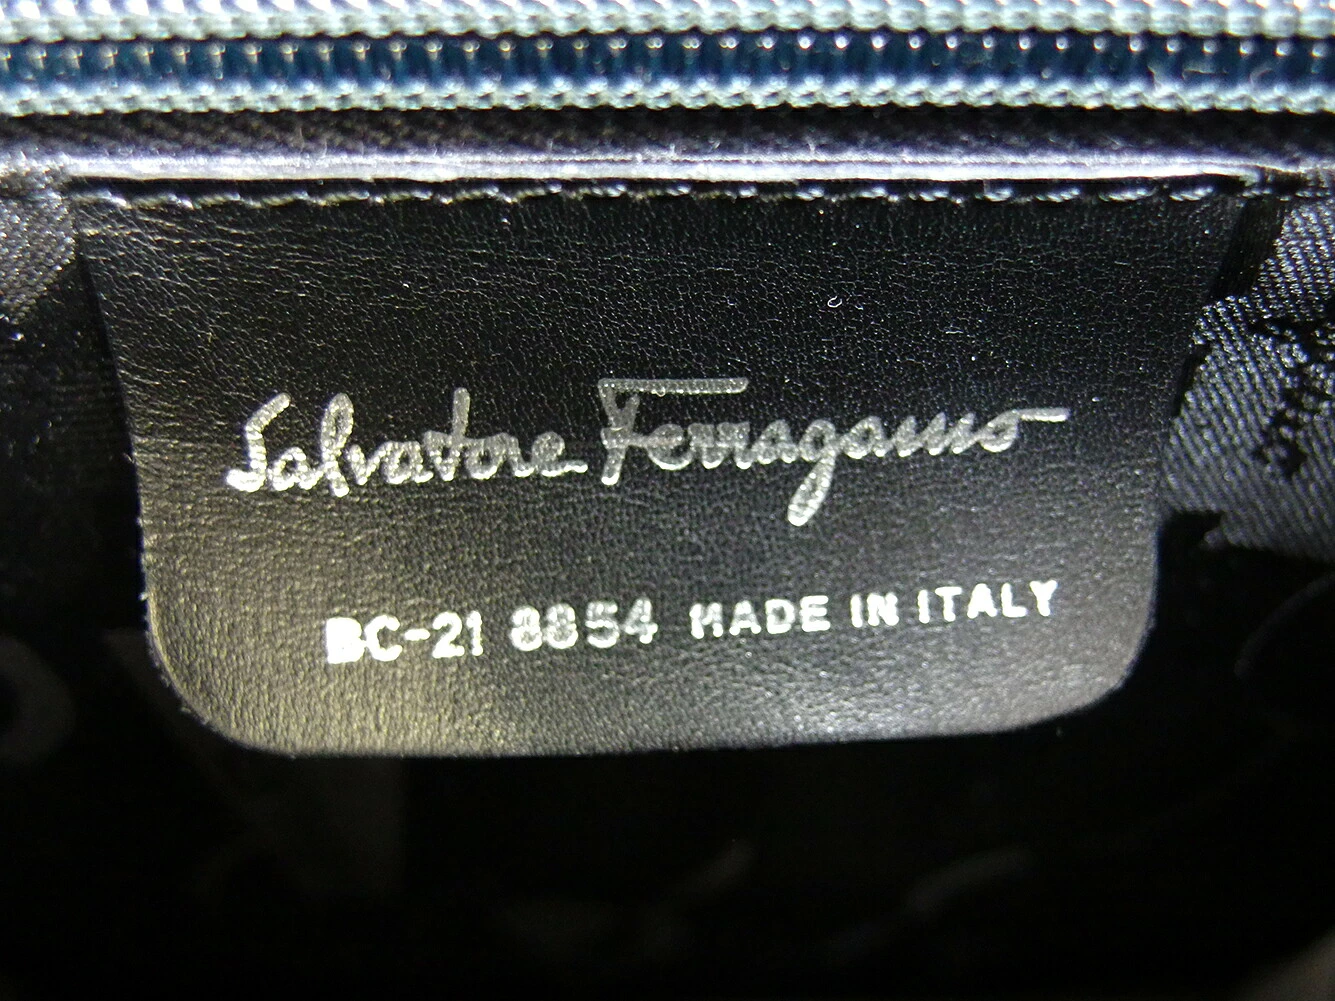 Salvatore Ferragamo
BC-21 8854 MADE IN ITALY